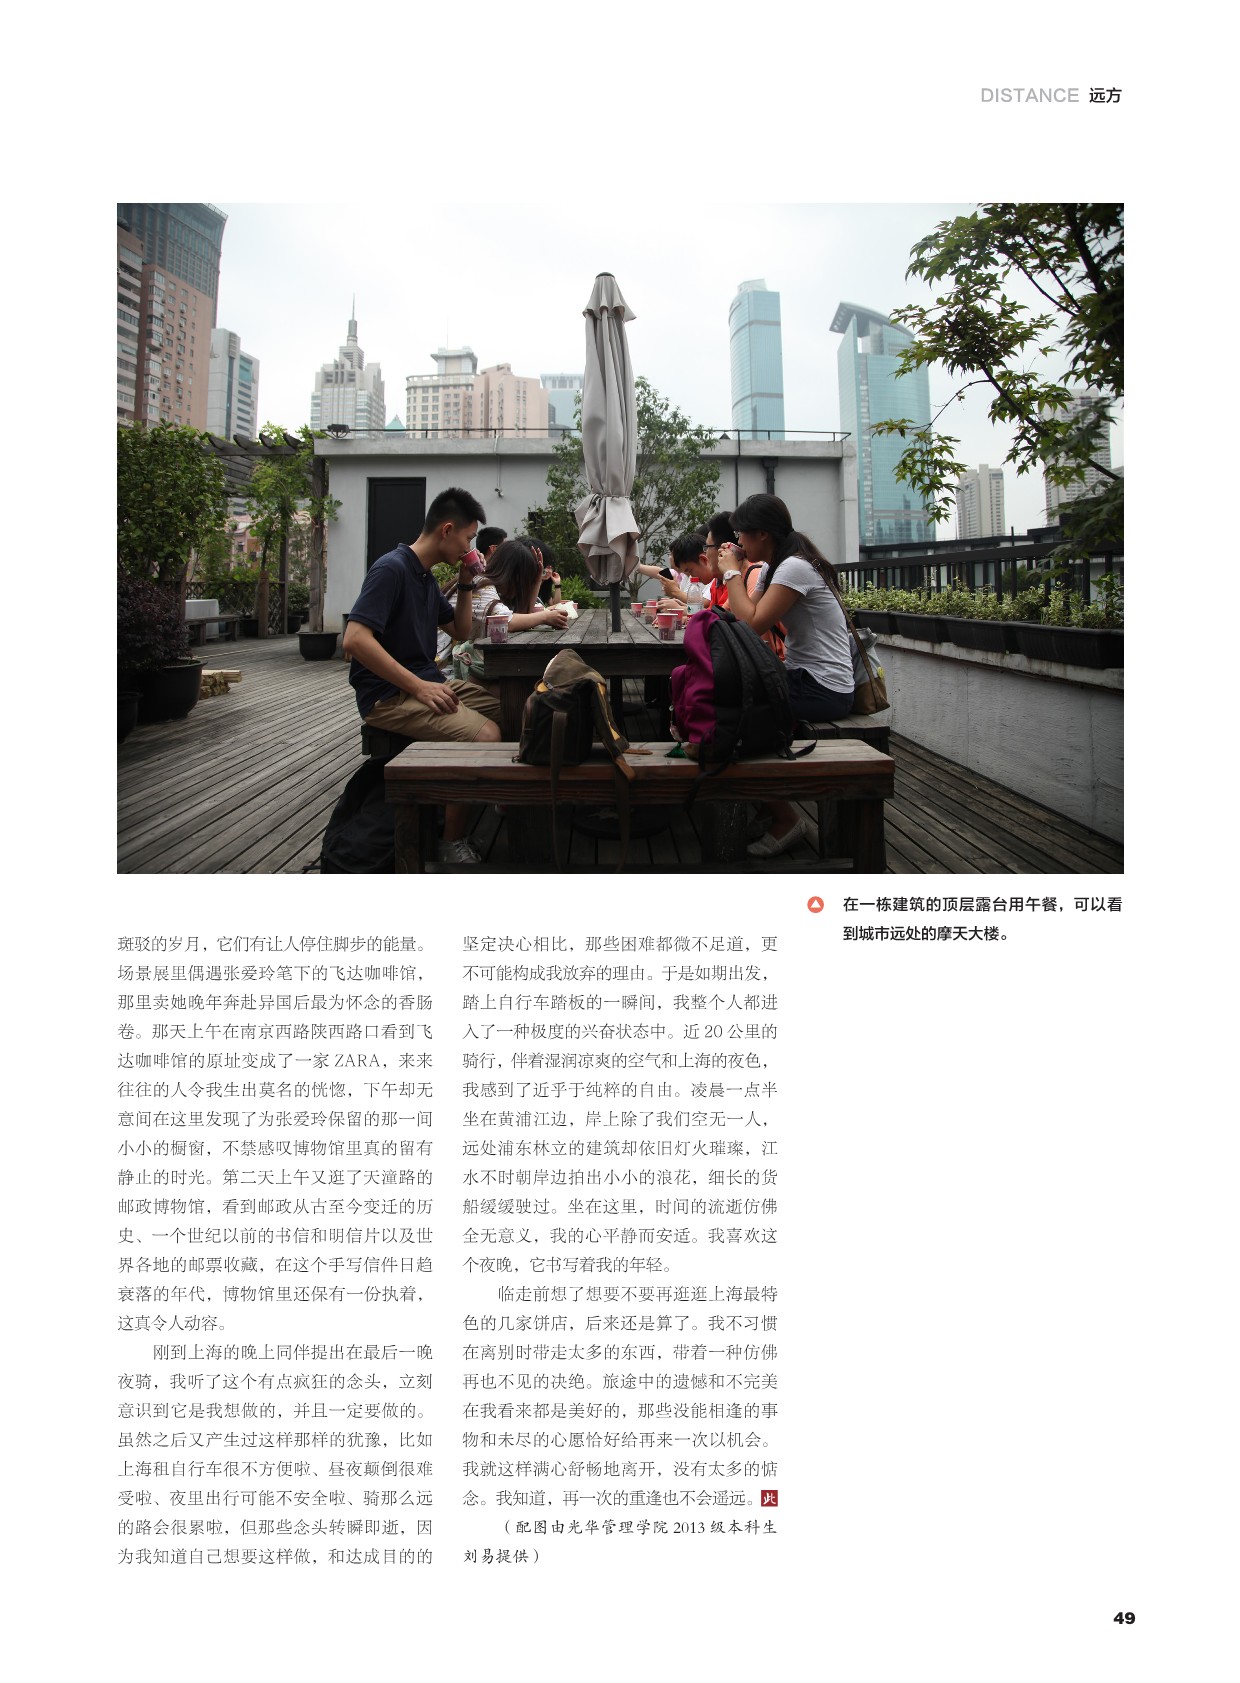 DISTANCE 远方
在一栋建筑的顶层露台用午餐，可以看
到城市远处的摩天大楼。
斑驳的岁月，它们有让人停住脚步的能量。
场景展里偶遇张爱玲笔下的飞达咖啡馆，
那里卖她晚年奔赴异国后最为怀念的香肠
卷。那天上午在南京西路陕西路口看到飞
达咖啡馆的原址变成了一家 ZARA，来来
往往的人令我生出莫名的恍惚，下午却无
意间在这里发现了为张爱玲保留的那一间
小小的橱窗，不禁感叹博物馆里真的留有
静止的时光。第二天上午又逛了天潼路的
邮政博物馆，看到邮政从古至今变迁的历
史、一个世纪以前的书信和明信片以及世
界各地的邮票收藏，在这个手写信件日趋
衰落的年代，博物馆里还保有一份执着，
这真令人动容。
刚到上海的晚上同伴提出在最后一晚
夜骑，我听了这个有点疯狂的念头，立刻
意识到它是我想做的，并且一定要做的。
虽然之后又产生过这样那样的犹豫，比如
上海租自行车很不方便啦、昼夜颠倒很难
受啦、夜里出行可能不安全啦、骑那么远
的路会很累啦，但那些念头转瞬即逝，因
为我知道自己想要这样做，和达成目的的
坚定决心相比，那些困难都微不足道，更
不可能构成我放弃的理由。于是如期出发，
踏上自行车踏板的一瞬间，我整个人都进
入了一种极度的兴奋状态中。近 20 公里的
骑行，伴着湿润凉爽的空气和上海的夜色，
我感到了近乎于纯粹的自由。凌晨一点半
坐在黄浦江边，岸上除了我们空无一人，
远处浦东林立的建筑却依旧灯火璀璨，江
水不时朝岸边拍出小小的浪花，细长的货
船缓缓驶过。坐在这里，时间的流逝仿佛
全无意义，我的心平静而安适。我喜欢这
个夜晚，它书写着我的年轻。
临走前想了想要不要再逛逛上海最特
色的几家饼店，后来还是算了。我不习惯
在离别时带走太多的东西，带着一种仿佛
再也不见的决绝。旅途中的遗憾和不完美
在我看来都是美好的，那些没能相逢的事
物和未尽的心愿恰好给再来一次以机会。
我就这样满心舒畅地离开，没有太多的惦
念。我知道，再一次的重逢也不会遥远。此
（配图由光华管理学院 2013 级本科生
刘易提供）
49